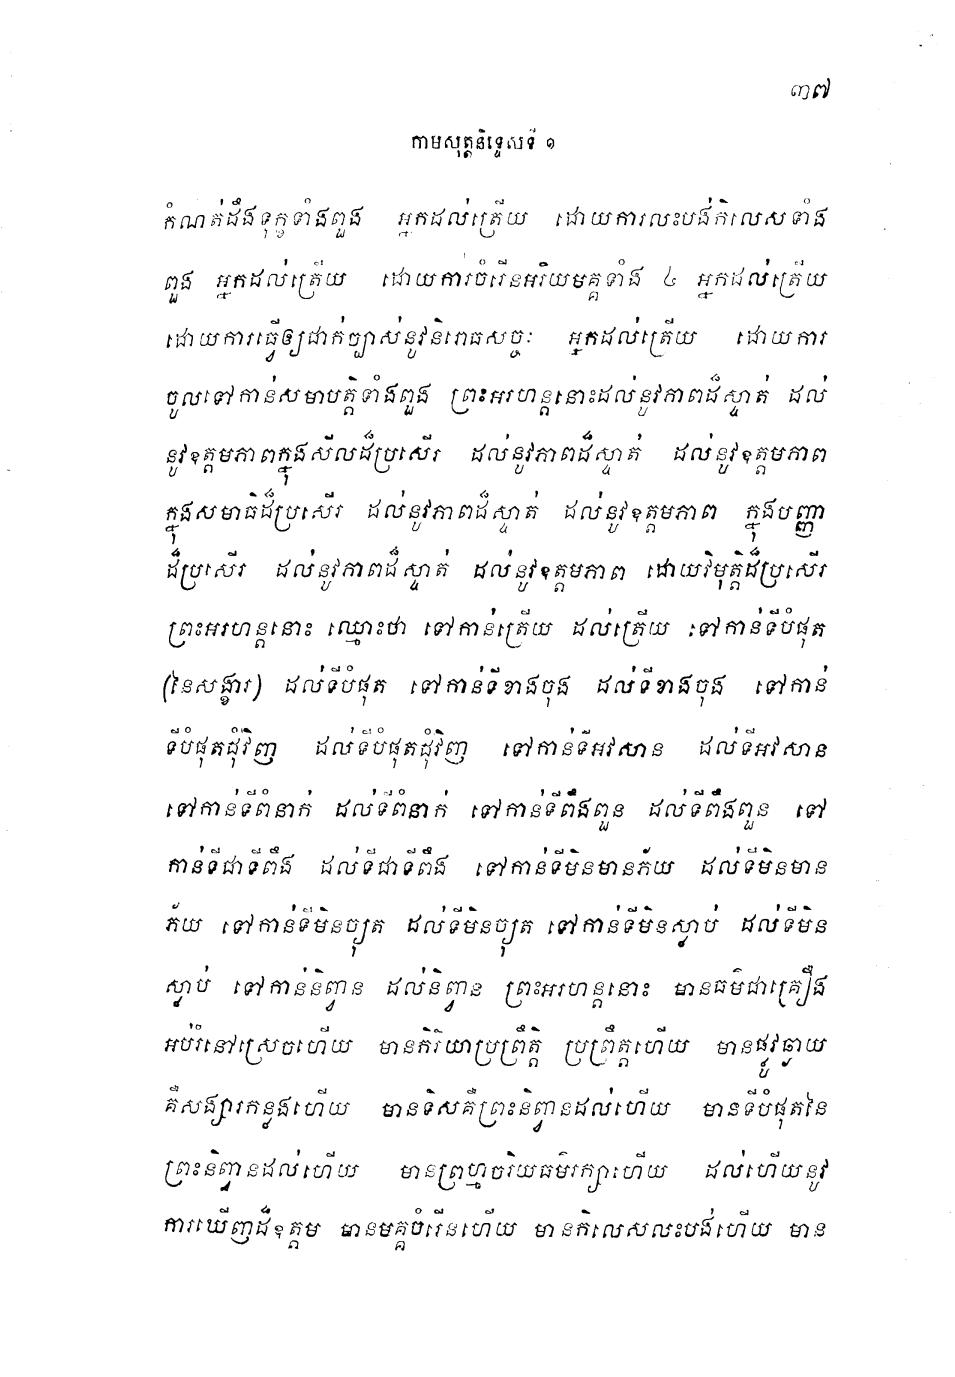 ៣៧
កាមសុត្តនិទ្ទេសទី ១
កំណត់ដឹងទុក្ខទាំងពួង អ្នកដល់ត្រើយ ដោយការលះបង់កិលេសទាំង
ពួង អ្នកដល់ត្រើយ ដោយការចំរើនអរិយមគ្គទាំង ៤ អ្នកដល់ត្រើយ
ដោយការធ្វើឲ្យជាក់ច្បាស់នូវនិរោធសច្ចៈ អ្នកដល់ត្រើយ ដោយការ
ចូលទៅកាន់សមាបត្តិទាំងពួង ព្រះអរហន្តនោះដល់នូវភាពដ៏ស្ទាត់ ដល់
នូវឧត្តមភាពក្នុងសីលដ៏ប្រសើរ ដល់នូវភាពដ៏ស្ទាត់ ដល់នូវឧត្តមភាព
ក្នុងសមាធិដ៏ប្រសើរ ដល់នូវភាពដ៏ស្ទាត់ ដល់នូវឧត្តមភាព ក្នុងបញ្ញា
ដ៏ប្រសើរ ដល់នូវភាពដ៏ស្ទាត់ ដល់នូវឧត្តមភាព ដោយវិមុត្តិដ៏ប្រសើរ
ព្រះអរហន្តនោះ ឈ្មោះថា ទៅកាន់ត្រើយ ដល់ត្រើយ ទៅកាន់ទីបំផុត
(នៃសង្ខារ) ដល់ទីបំផុត ទៅកាន់ទីខាងចុង ដល់ទីខាងចុង ទៅកាន់
ទីបំផុតជុំវិញ ដល់ទីបំផុតជុំវិញ ទៅកាន់ទីអវសាន ដល់ទីអវសាន
ទៅកាន់ទីពំនាក់ ដល់ទីពំនាក់ ទៅកាន់ទីពឹងពួន ដល់ទីពឹងពួន ទៅ
កាន់ទីជាទីពឹង ដល់ទីជាទីពឹង ទៅកាន់ទីមិនមានភ័យ ដល់ទីមិនមាន
ភ័យ ទៅកាន់ទីមិនច្យុត ដល់ទីមិនច្យុត ទៅកាន់ទីមិនស្លាប់ ដល់ទីមិន
ស្លាប់ ទៅកាន់និព្វាន ដល់និព្វាន ព្រះអរហន្តនោះ មានធម៌ជាគ្រឿង
អប់រំនៅស្រេចហើយ មានកិរិយាប្រព្រឹត្តិ ប្រព្រឹត្តហើយ មានផ្លូវឆ្ងាយ
គឺសង្សារកន្លងហើយ មានទិសគឺព្រះនិព្វានដល់ហើយ មានទីបំផុតនៃ
ព្រះនិព្វានដល់ហើយ មានព្រហ្មចរិយធម៌រក្សាហើយ ដល់ហើយនូវ
ការឃើញដ៏ឧត្តម មានមគ្គចំរើនហើយ មានកិលេសលះបង់ហើយ មាន